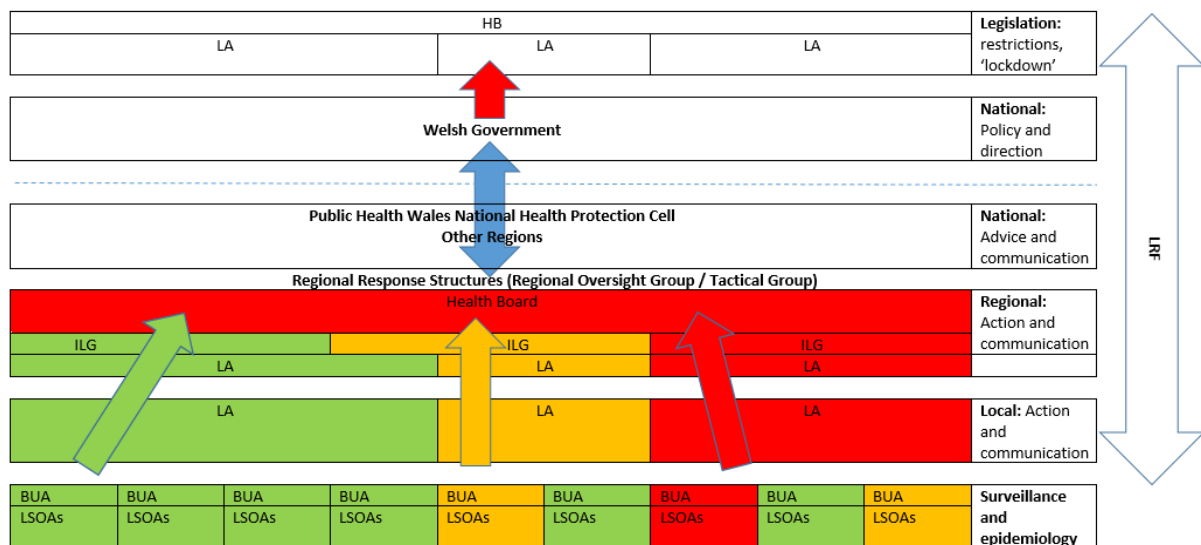 HB
LA LA LA
Legislation:
restrictions,
‘lockdown’
Welsh Government
National:
Policy and
direction
Public Health Wales National Health Protection Cell
Other Regions
National:
Advice and
communication
Regional Response Structures (Regional Oversight Group / Tactical Group)
Health Board
ILG ILG ILG
LA LA LA
Regional:
Action and
communication
LA LA LA
Local: Action
and
communication
BUA BUA BUA BUA BUA BUA BUA BUA BUA
LSOAs LSOAs LSOAs LSOAs LSOAs LSOAs LSOAs LSOAs LSOAs
Surveillance
and
epidemiology
LRF